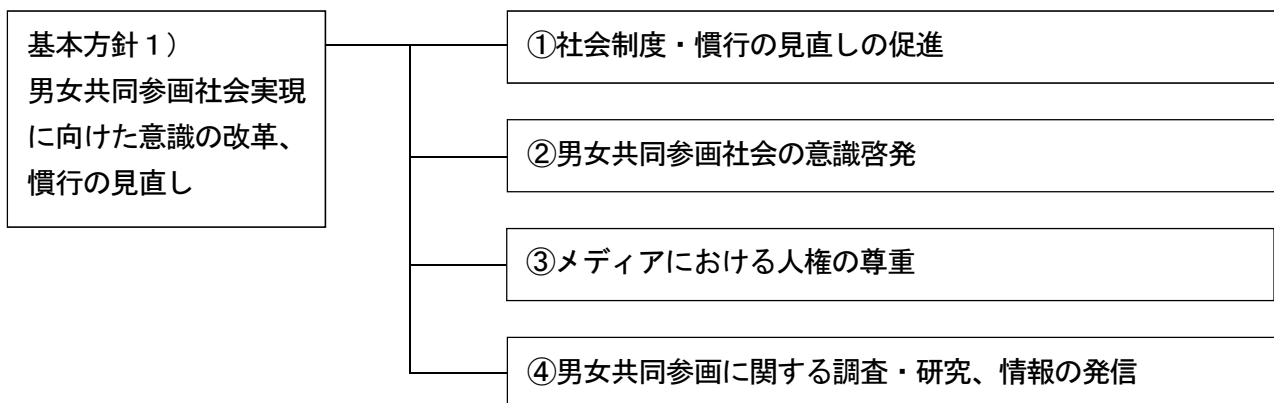 基本方針１）
男女共同参画社会実現
に向けた意識の改革、
慣行の見直し
①社会制度・慣行の見直しの促進
②男女共同参画社会の意識啓発
③メディアにおける人権の尊重
④男女共同参画に関する調査・研究、情報の発信